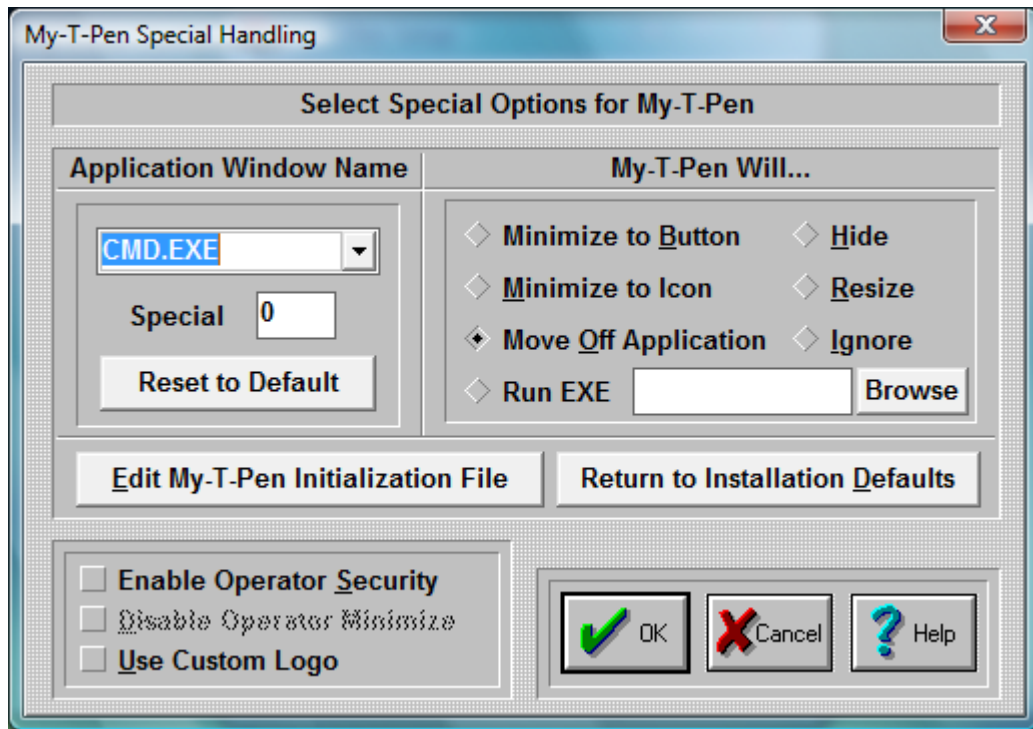 My-T-Pen Special Handling
Select Special Options for My-T-Pen
Application Window Name
My-T-Pen Will...
CMD.EXE
Special 0
Reset to Default
Minimize to Button
Hide
Minimize to Icon
Resize
Move Off Application
Ignore
Run EXE
Browse
Edit My-T-Pen Initialization File
Return to Installation Defaults
Enable Operator Security
Disable Operator Minimize
Use Custom Logo
OK
Cancel
Help